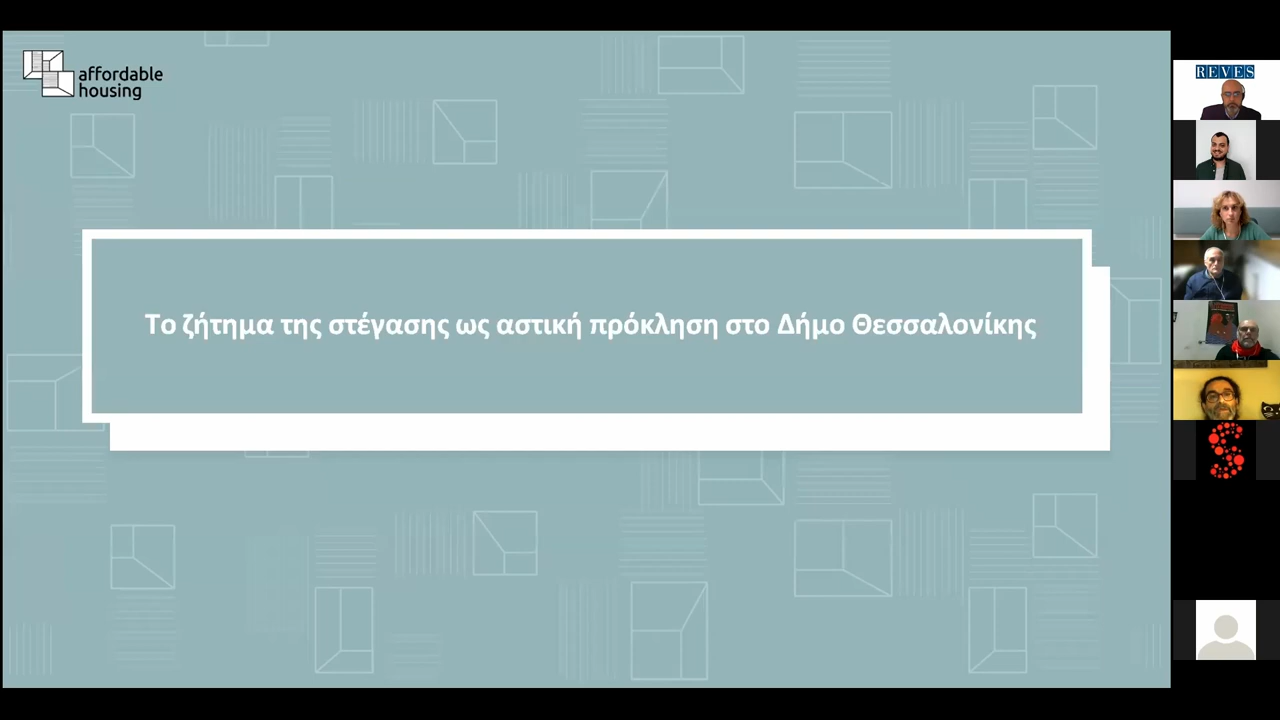 affordable
housing
Το ζήτημα της στέγασης ως αστική πρόκληση στο Δήμο Θεσσαλονίκης
REVES